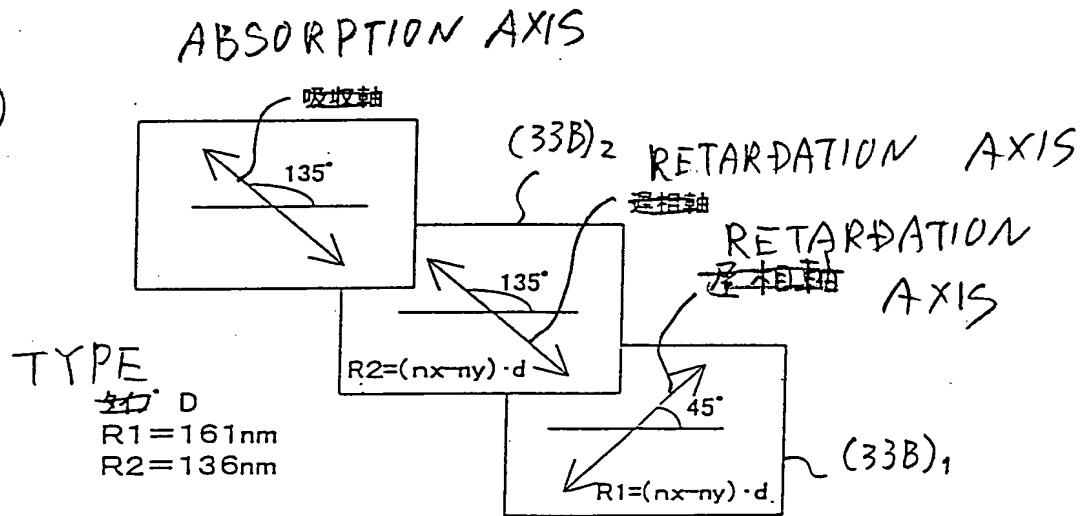 ABSORPTION AXIS
)
吸収軸
135°
(33B)₂
RETARDATION AXIS
遅相軸
RETARDATION
AXIS
遅相軸
135°
R2=(nx-ny)·d
TYPE
タイプ D
R1=161nm
R2=136nm
45°
R1=(nx-ny)·d
(33B)₁